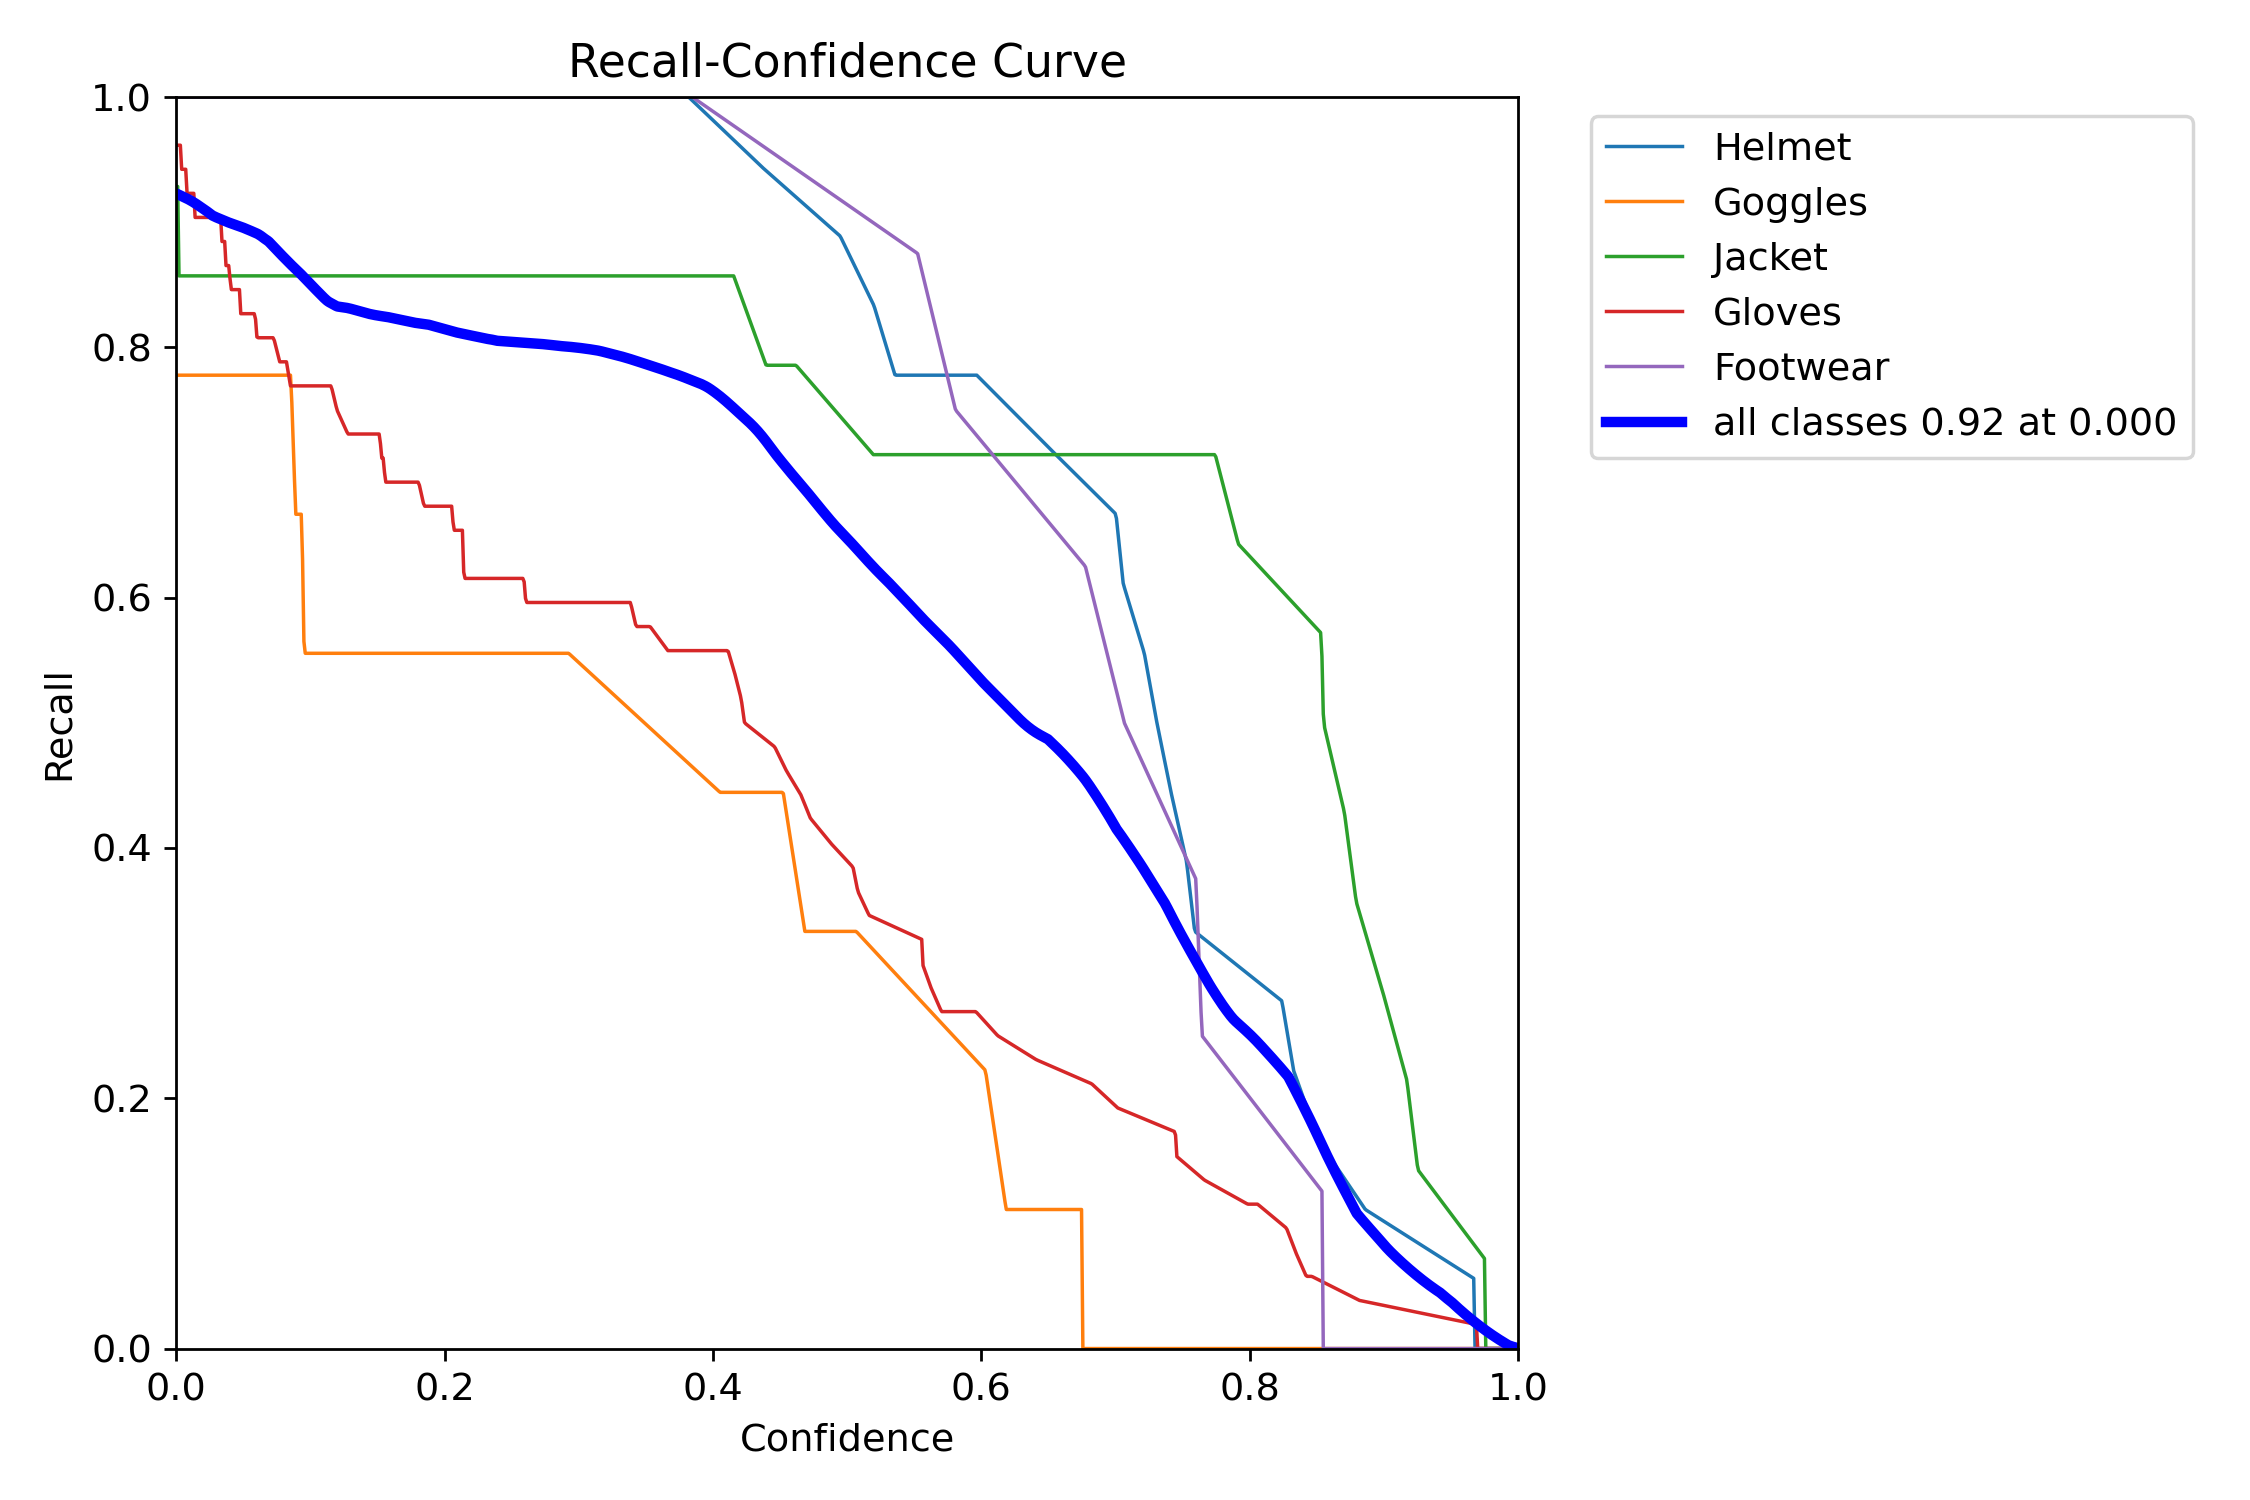 Recall-Confidence Curve
1.0
0.8
0.6
0.4
0.2
0.0
Recall
0.0 0.2 0.4 0.6 0.8 1.0
Confidence
Helmet
Goggles
Jacket
Gloves
Footwear
all classes 0.92 at 0.000